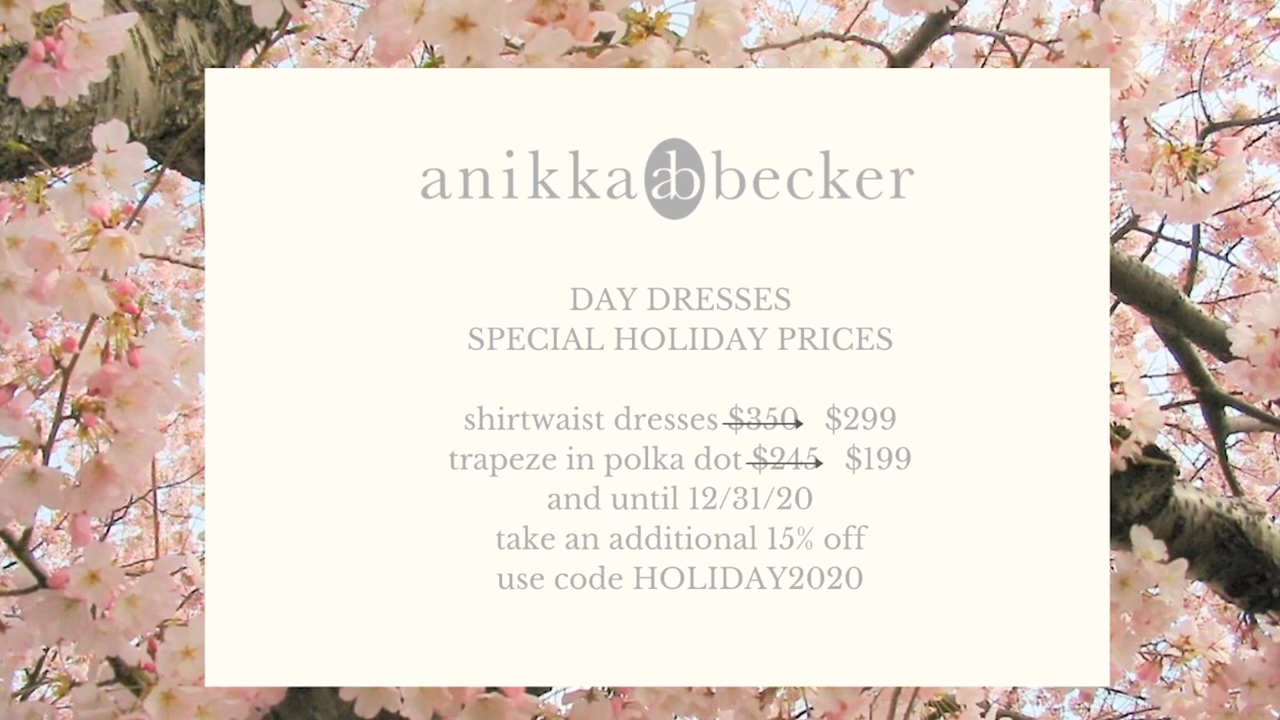 anikka ab becker
DAY DRESSES
SPECIAL HOLIDAY PRICES
shirtwaist dresses $350 $299
trapeze in polka dot $245 $199
and until 12/31/20
take an additional 15% off
use code HOLIDAY2020